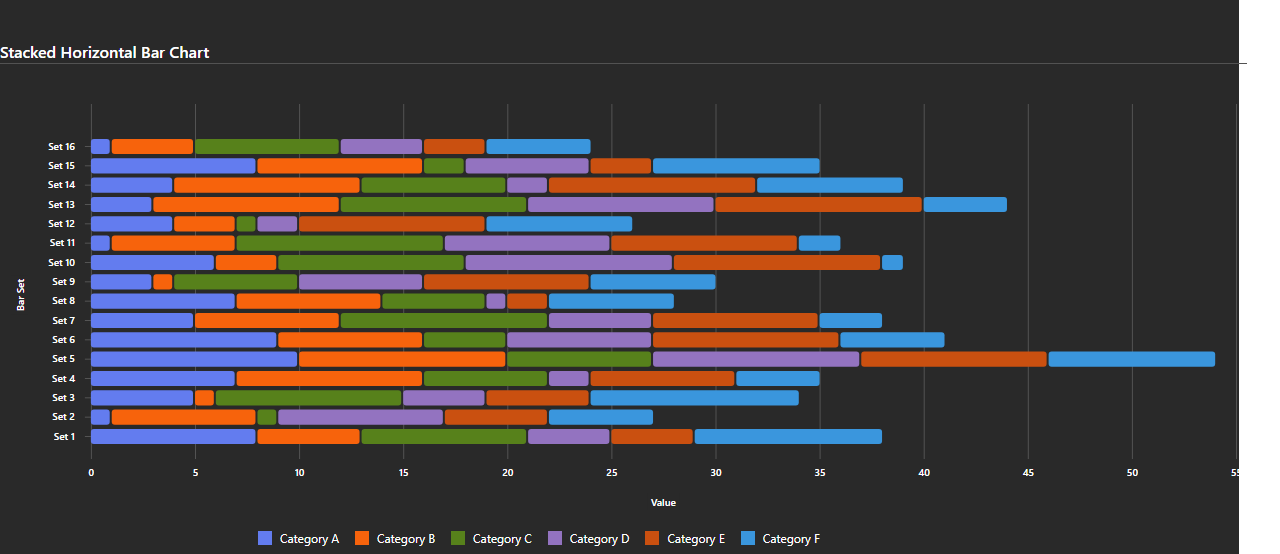 Stacked Horizontal Bar Chart
Set 16
Set 15
Set 14
Set 13
Set 12
Set 11
Set 10
Set 9
Set 8
Set 7
Set 6
Set 5
Set 4
Set 3
Set 2
Set 1
Bar Set
0 5 10 15 20 25 30 35 40 45 50 55
Value
Category A Category B Category C Category D Category E Category F